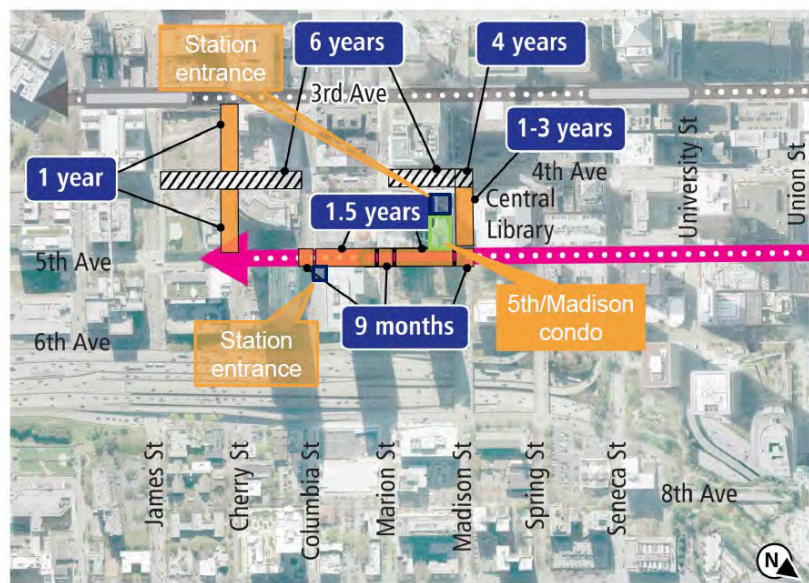 Station
entrance
6 years
4 years
3rd Ave
1-3 years
1 year
4th Ave
Central
Library
University St
Union St
1.5 years
5th Ave
5th/Madison
condo
Station
entrance
9 months
6th Ave
James St
Cherry St
Columbia St
Marion St
Madison St
Spring St
Seneca St
8th Ave
N